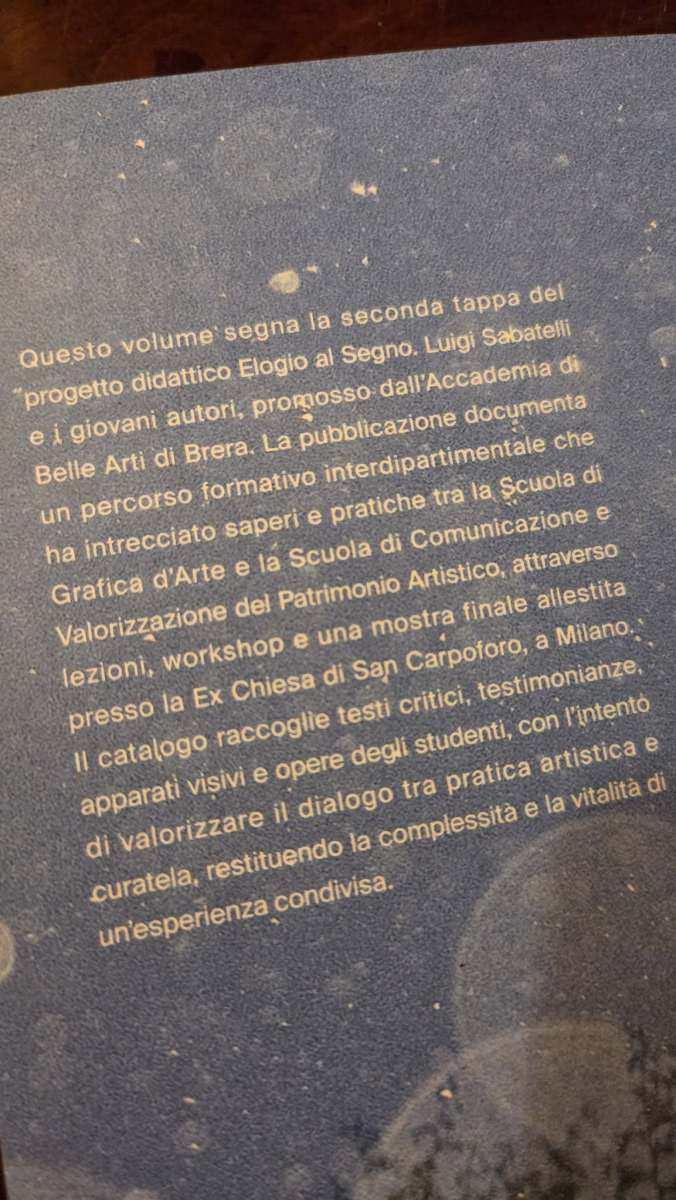 Questo volume segna la seconda tappa del
progetto didattico Elogio al Segno. Luigi Sabatelli
e i giovani autori, promosso dall'Accademia di
Belle Arti di Brera. La pubblicazione documenta
un percorso formativo interdipartimentale che
ha intrecciato saperi e pratiche tra la Scuola di
Grafica d'Arte e la Scuola di Comunicazione e
Valorizzazione del Patrimonio Artistico, attraverso
lezioni, workshop e una mostra finale allestita
presso la Ex Chiesa di San Carpoforo, a Milano.
Il catalogo raccoglie testi critici, testimonianze,
apparati visivi e opere degli studenti, con l'intento
di valorizzare il dialogo tra pratica artistica e
curatela, restituendo la complessità e la vitalità di
un'esperienza condivisa.